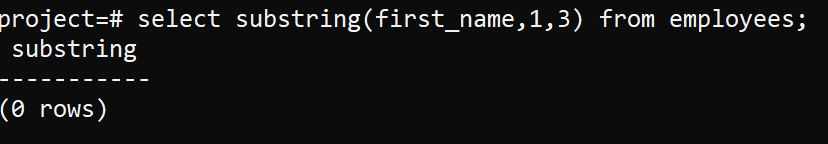 project=# select substring(first_name,1,3) from employees;
 substring
-----------
(0 rows)